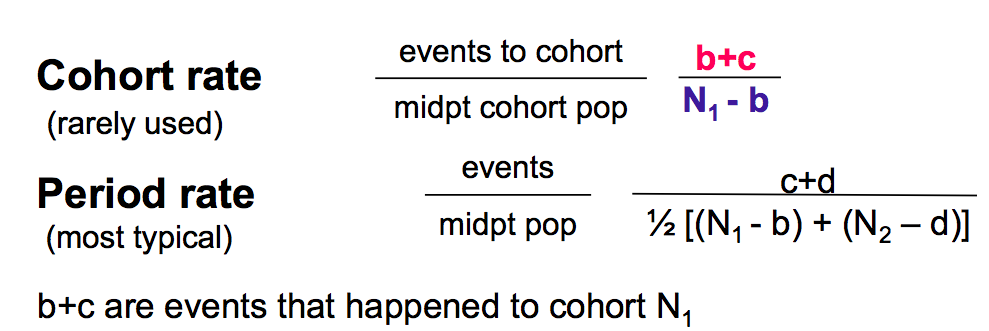 Cohort rate
(rarely used)
events to cohort
midpt cohort pop
b+c
N₁ - b
Period rate
(most typical)
events
midpt pop
c+d
½ [(N₁ - b) + (N₂ – d)]
b+c are events that happened to cohort N₁